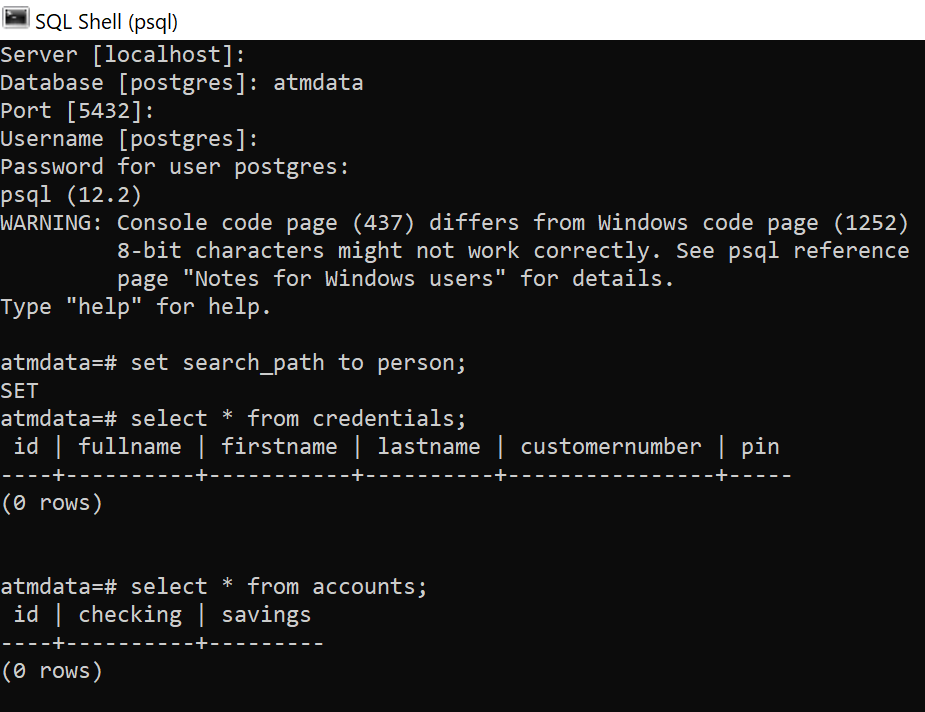 SQL Shell (psql)
Server [localhost]:
Database [postgres]: atmdata
Port [5432]:
Username [postgres]:
Password for user postgres:
psql (12.2)
WARNING: Console code page (437) differs from Windows code page (1252)
         8-bit characters might not work correctly. See psql reference
         page "Notes for Windows users" for details.
Type "help" for help.

atmdata=# set search_path to person;
SET
atmdata=# select * from credentials;
 id | fullname | firstname | lastname | customernumber | pin
----+----------+-----------+----------+----------------+-----
(0 rows)


atmdata=# select * from accounts;
 id | checking | savings
----+----------+---------
(0 rows)